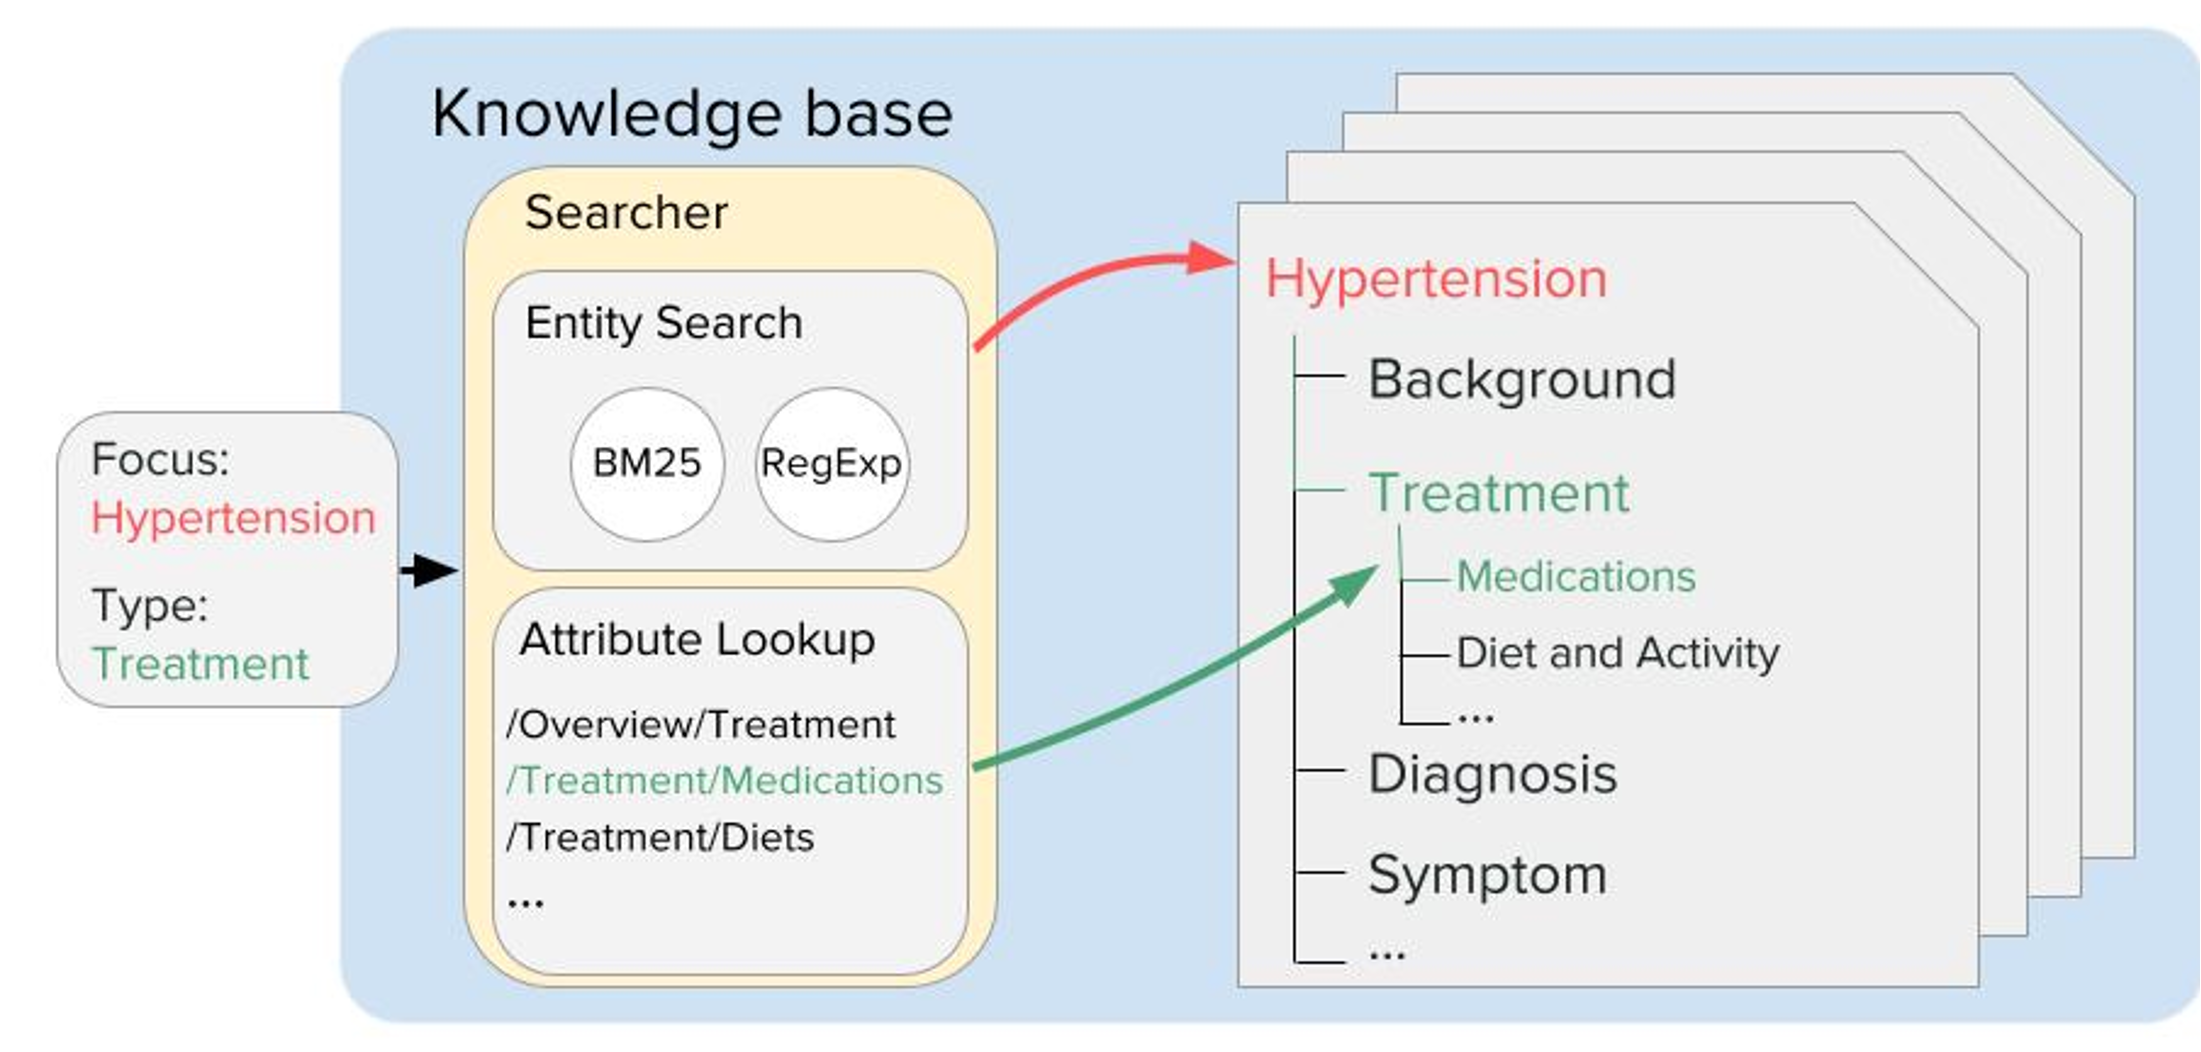 Knowledge base
Focus:
Hypertension
Type:
Treatment
Searcher
Entity Search
BM25
RegExp
Attribute Lookup
/Overview/Treatment
/Treatment/Medications
/Treatment/Diets
...
Hypertension
Background
Treatment
Medications
Diet and Activity
...
Diagnosis
Symptom
...